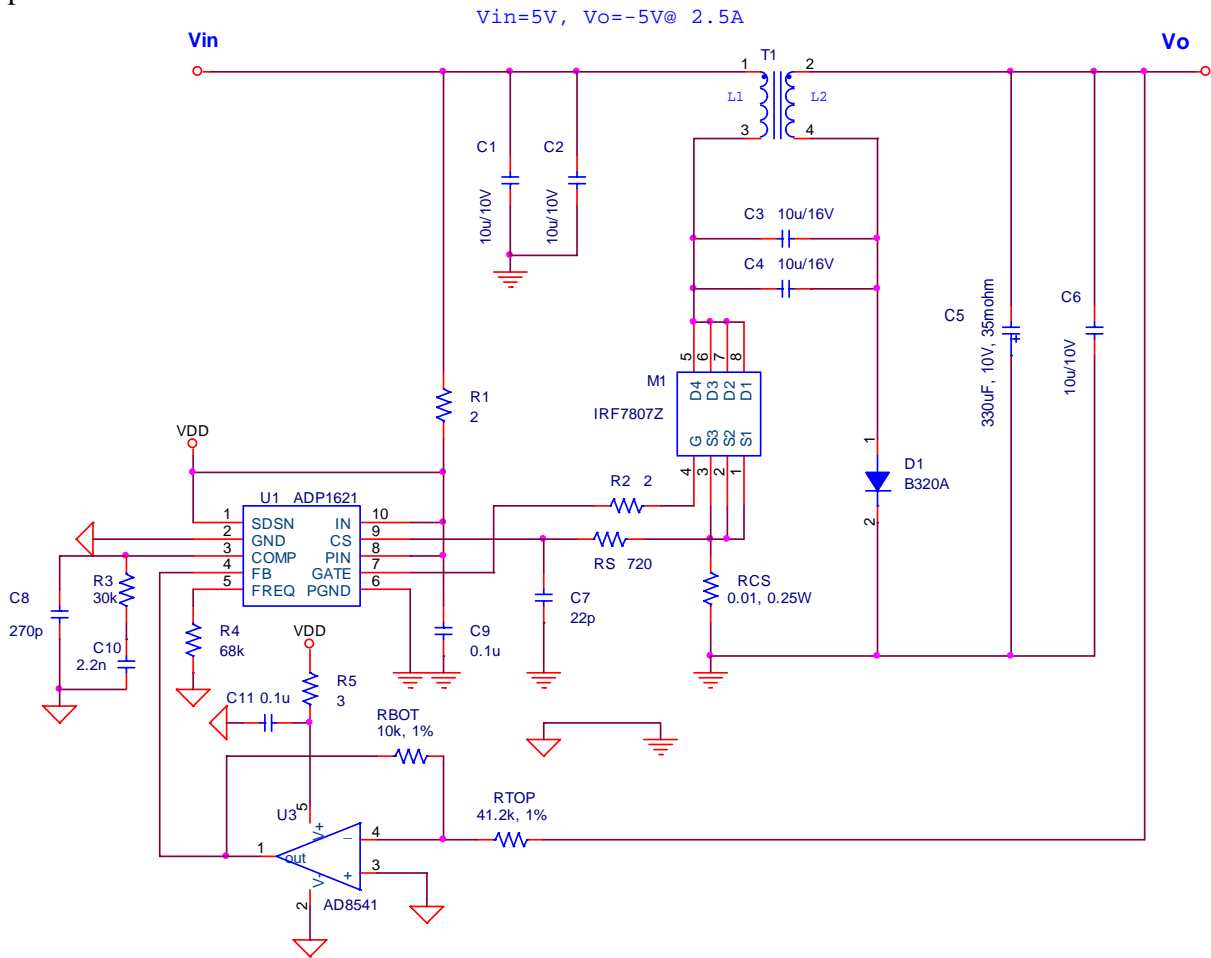 Vin=5V, Vo=-5V@ 2.5A
Vin
Vo
T1
1
2
L1
L2
3
4
C1
C2
10u/10V
10u/10V
C3 10u/16V
C4 10u/16V
C5
330uF, 10V, 35mohm
C6
10u/10V
R1
2
M1
IRF7807Z
5
6
7
8
D4
D3
D2
D1
G
S3
S2
S1
4
3
2
1
1
D1
B320A
2
VDD
U1 ADP1621
1
2
3
4
5
SDSN
GND
COMP
FB
FREQ
IN
CS
PIN
GATE
PGND
10
9
8
7
6
R2 2
RS 720
C7
22p
RCS
0.01, 0.25W
C8
270p
R3
30k
C10
2.2n
R4
68k
C9
0.1u
VDD
R5
3
C11 0.1u
RBOT
10k, 1%
RTOP
41.2k, 1%
U3
5
V+
4
1
out
+
3
V-
2
AD8541